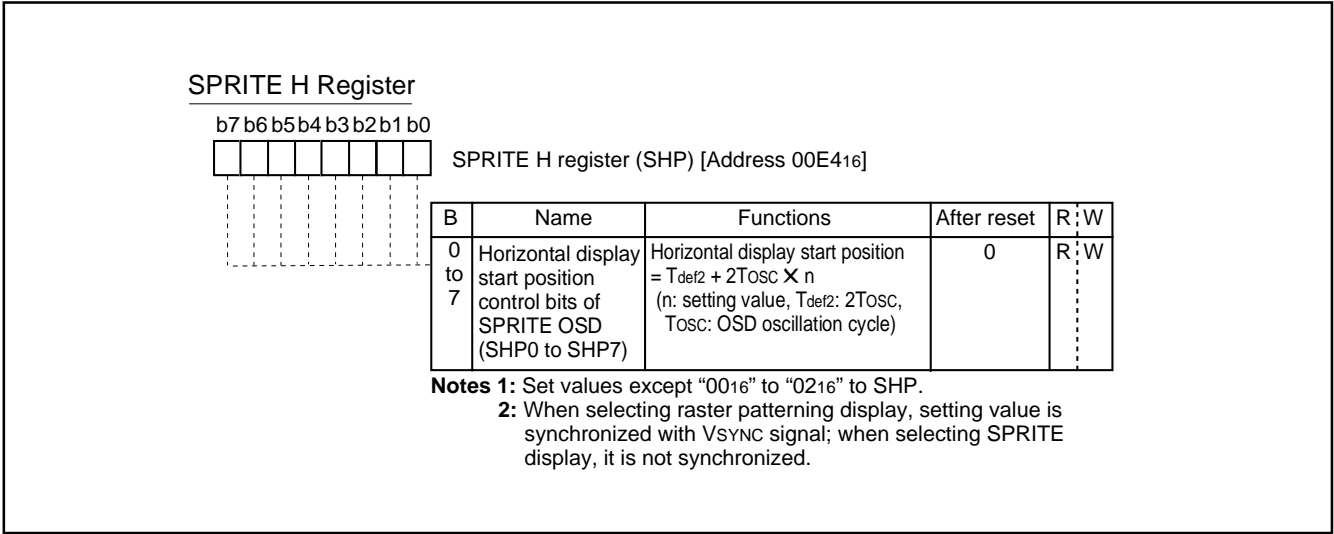 SPRITE H Register
b7 b6 b5 b4 b3 b2 b1 b0
SPRITE H register (SHP) [Address 00E416]
B Name Functions After reset R W
0 to 7
Horizontal display
start position
control bits of
SPRITE OSD
(SHP0 to SHP7)
Horizontal display start position
= Tdef2 + 2TOSC ✕ n
(n: setting value, Tdef2: 2TOSC,
TOSC: OSD oscillation cycle)
0
R W
Notes 1: Set values except “0016” to “0216” to SHP.
2: When selecting raster patterning display, setting value is
synchronized with VSYNC signal; when selecting SPRITE
display, it is not synchronized.